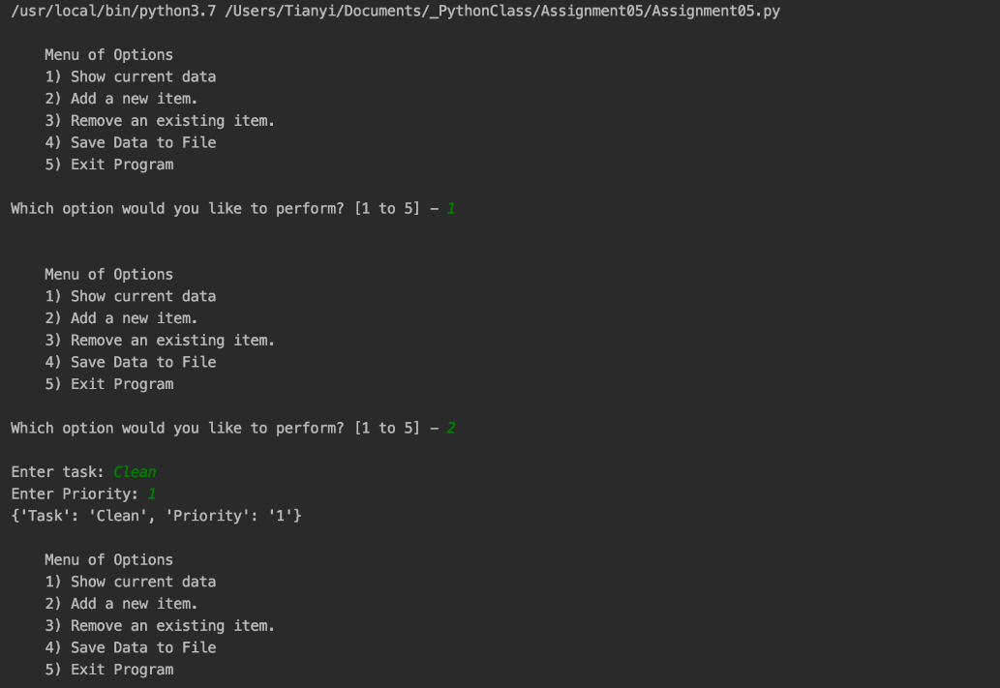 /usr/local/bin/python3.7 /Users/Tianyi/Documents/_PythonClass/Assignment05/Assignment05.py
Menu of Options
1) Show current data
2) Add a new item.
3) Remove an existing item.
4) Save Data to File
5) Exit Program
Which option would you like to perform? [1 to 5] – 1
Menu of Options
1) Show current data
2) Add a new item.
3) Remove an existing item.
4) Save Data to File
5) Exit Program
Which option would you like to perform? [1 to 5] – 2
Enter task: Clean
Enter Priority: 1
{'Task': 'Clean', 'Priority': '1'}
Menu of Options
1) Show current data
2) Add a new item.
3) Remove an existing item.
4) Save Data to File
5) Exit Program